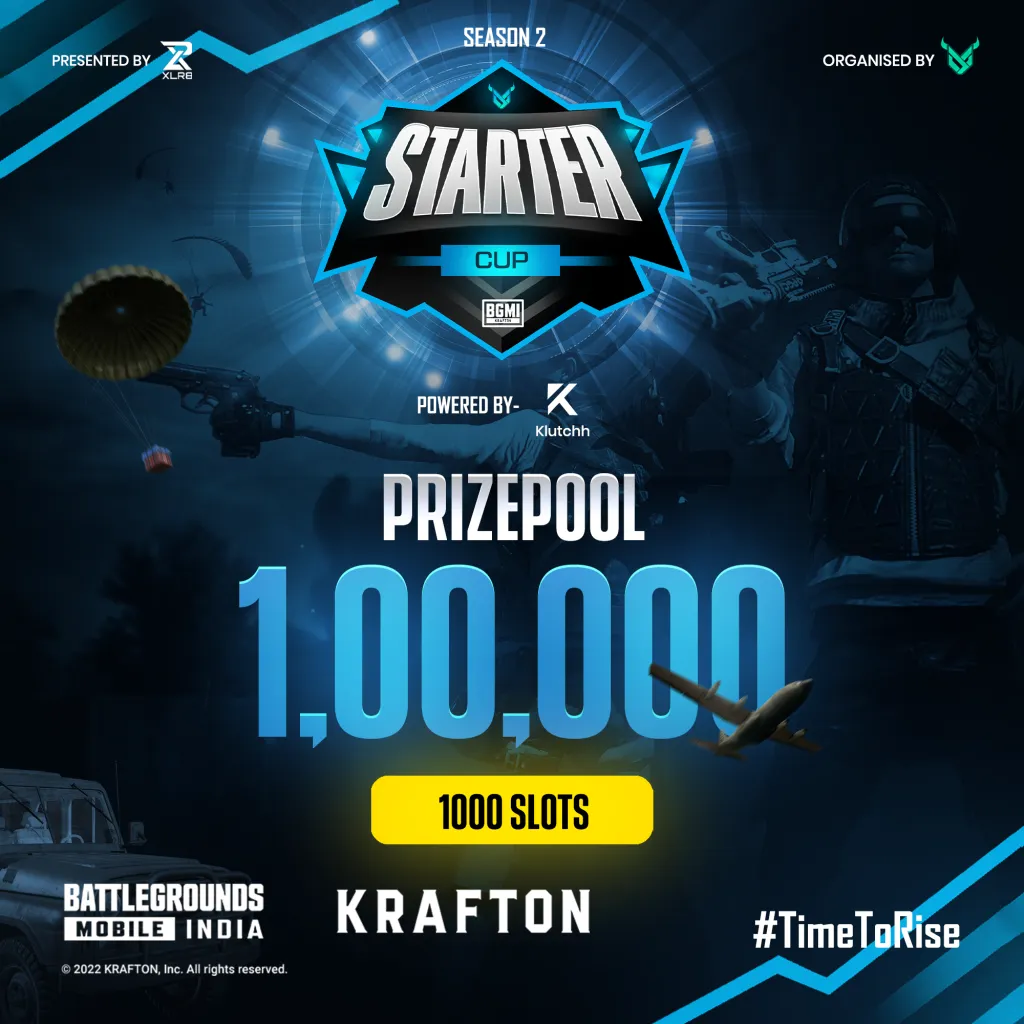 SEASON 2
PRESENTED BY
XLR8
ORGANISED BY
STARTER
CUP
BGMI
KRAFTON
POWERED BY-
Klutchh
PRIZEPOOL
1,00,000
1000 SLOTS
BATTLEGROUNDS
MOBILE INDIA
KRAFTON
#TimeToRise
© 2022 KRAFTON, Inc. All rights reserved.